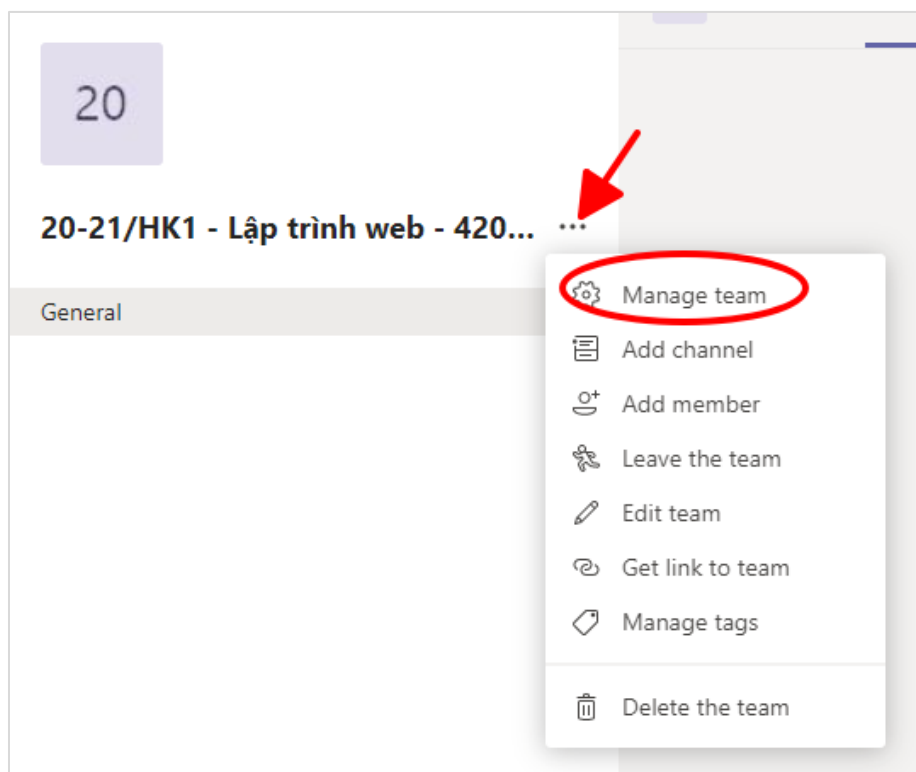 20
20-21/HK1 - Lập trình web - 420... ...
General
Manage team
Add channel
Add member
Leave the team
Edit team
Get link to team
Manage tags
Delete the team